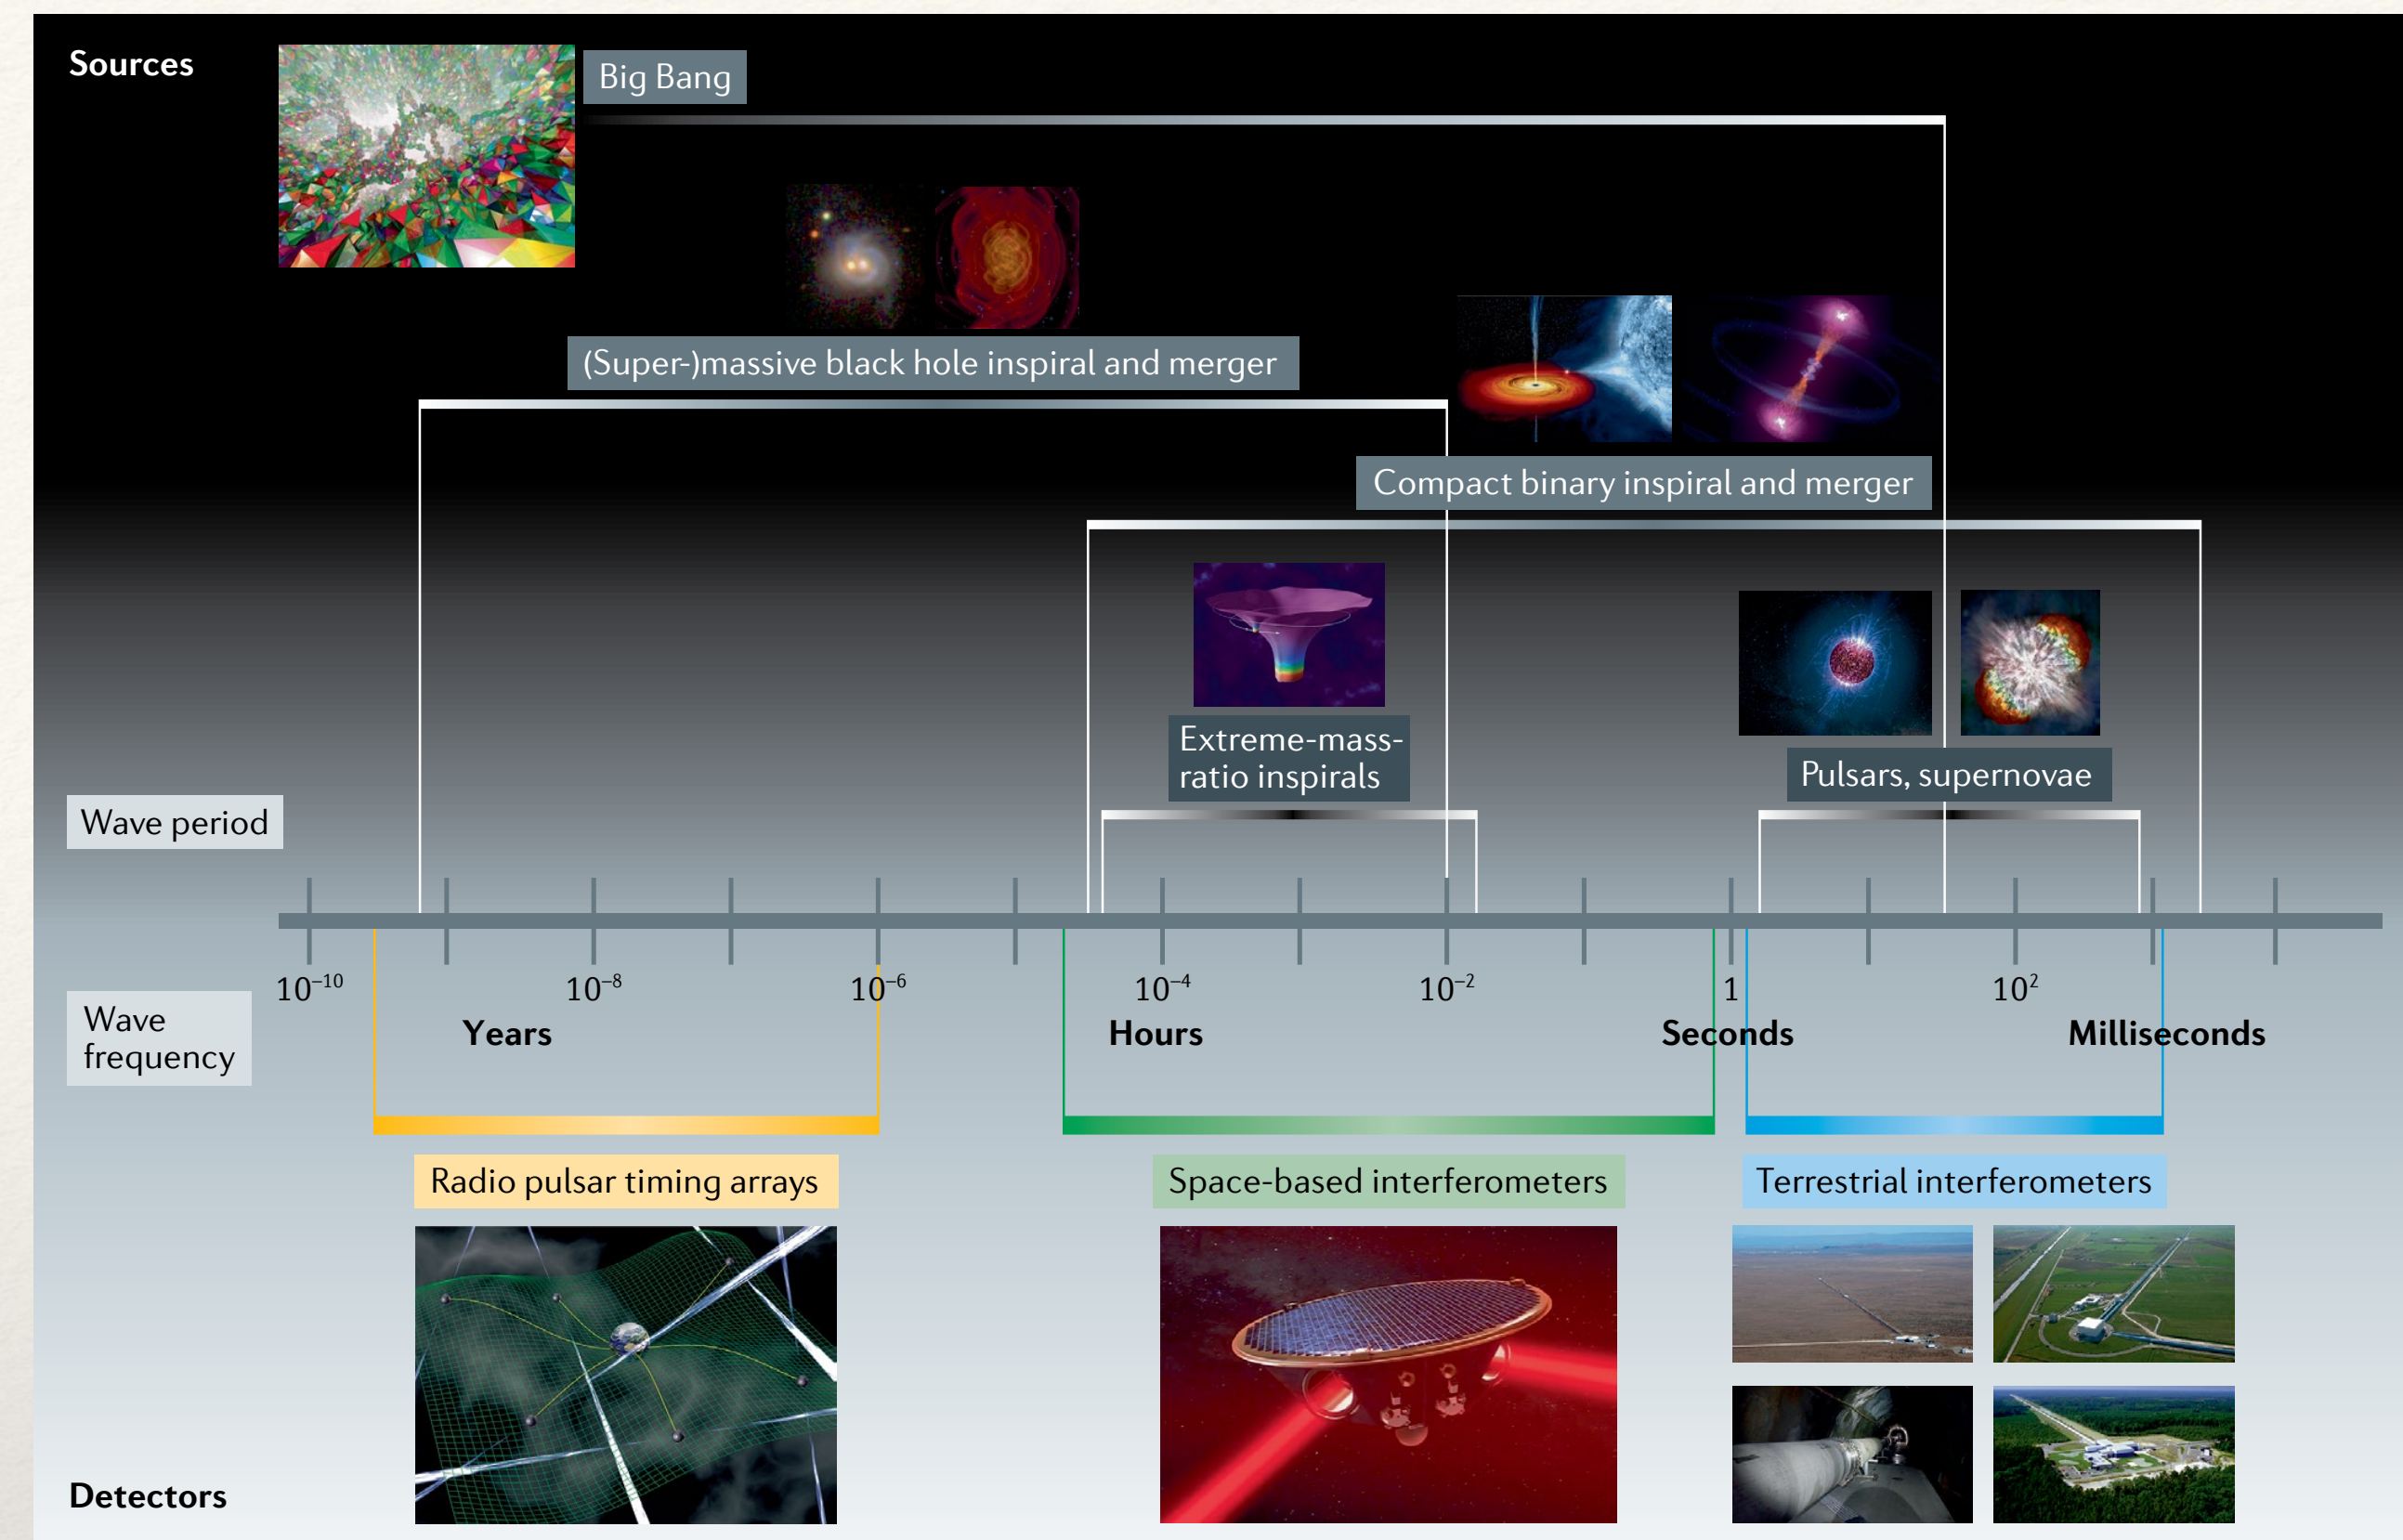 Sources
Big Bang
(Super-)massive black hole inspiral and merger
Compact binary inspiral and merger
Extreme-mass-
ratio inspirals
Pulsars, supernovae
Wave period
10⁻¹⁰ 10⁻⁸ 10⁻⁶ 10⁻⁴ 10⁻² 1 10²
Wave
frequency
Years Hours Seconds Milliseconds
Radio pulsar timing arrays Space-based interferometers Terrestrial interferometers
Detectors